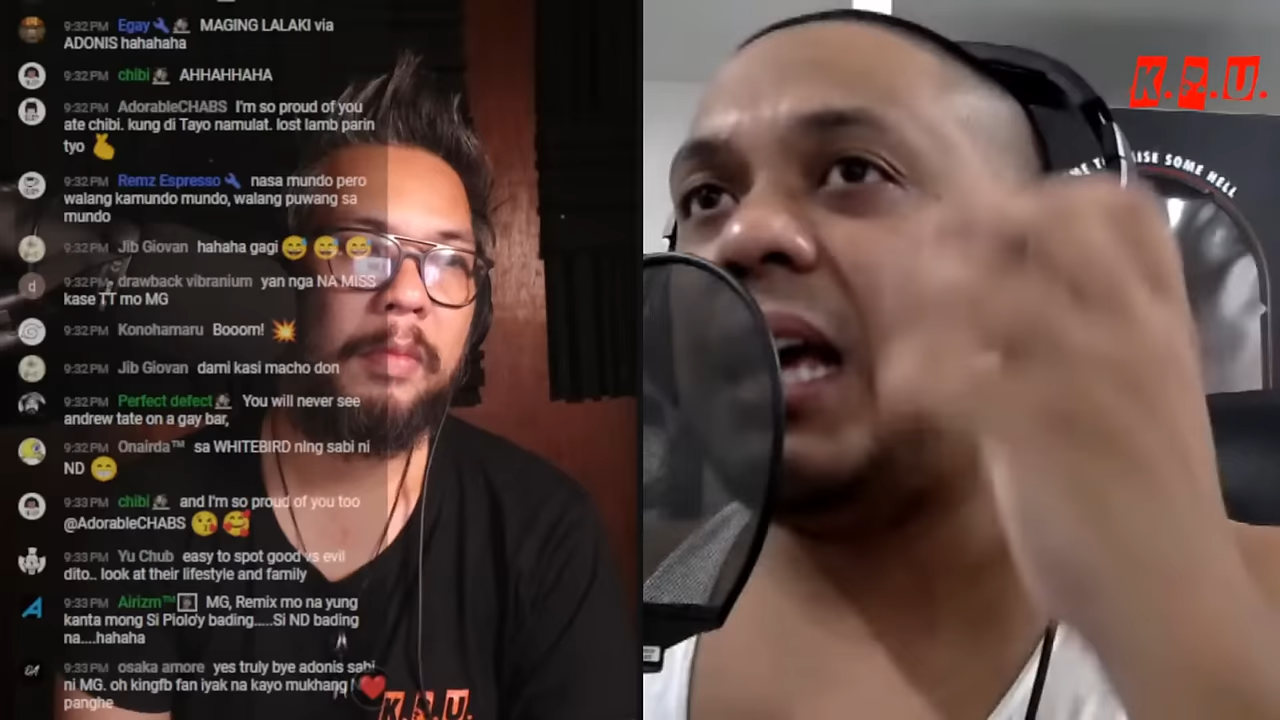 9:32 PM Egay MAGING LALAKI via
ADONIS hahahaha
9:32 PM chibi AHHAHHAHA
9:32 PM AdorableCHABS I'm so proud of you
ate chibi. kung di Tayo namulat. lost lamb parin
tyo
9:32 PM Remz Espresso nasa mundo pero
walang kamundo mundo, walang puwang sa
mundo
9:32 PM Jib Giovan hahaha gagi
9:32 PM drawback vibranium yan nga NA MISS
kase TT mo MG
9:32 PM Konohamaru Booom!
9:32 PM Jib Giovan dami kasi macho don
9:32 PM Perfect defect You will never see
andrew tate on a gay bar,
9:32 PM Onairda™ sa WHITEBIRD ning sabi ni
ND
9:33 PM chibi and I'm so proud of you too
@AdorableCHABS
9:33 PM Yu Chub easy to spot good vs evil
dito.. look at their lifestyle and family
9:33 PM Airizm™ MG, Remix mo na yung
kanta mong Si Piolo'y bading.....Si ND bading
na....hahaha
9:33 PM osaka amore yes truly bye adonis sabi
ni MG. oh kingfb fan iyak na kayo mukhang
panghe
K.P.U.
K.P.U.
RAISE SOME HELL